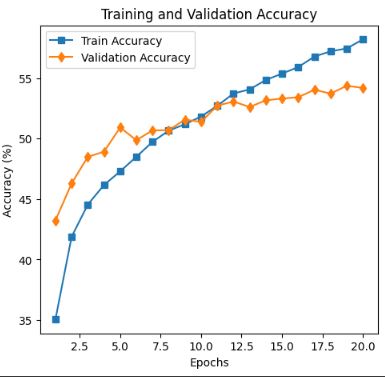 Training and Validation Accuracy
Train Accuracy
Validation Accuracy
Accuracy (%)
55
50
45
40
35
2.5 5.0 7.5 10.0 12.5 15.0 17.5 20.0
Epochs